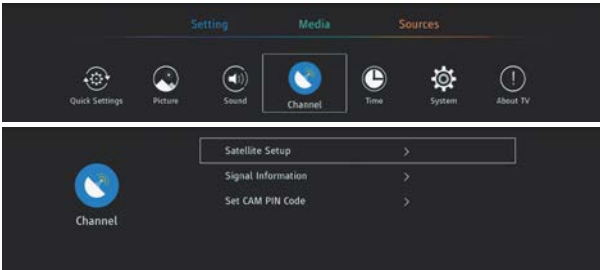 Setting Media Sources
Quick Settings Picture Sound Channel Time System About TV
Satellite Setup >
Signal Information >
Set CAM PIN Code >
Channel